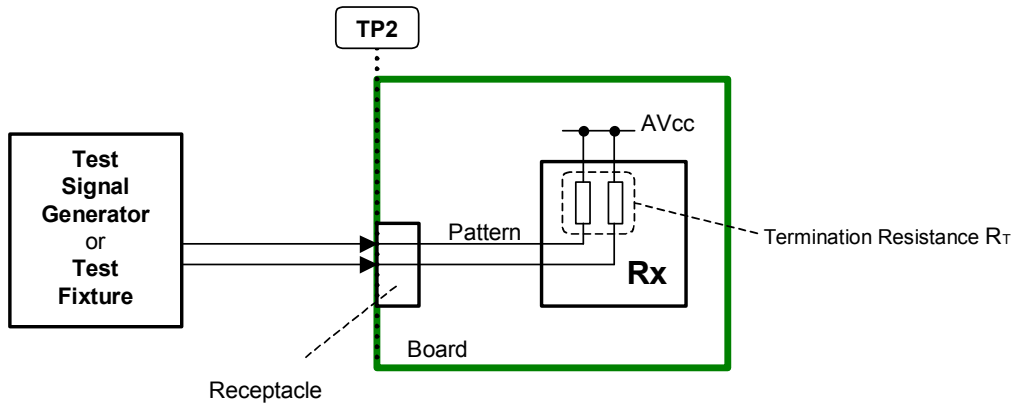 TP2
Test
Signal
Generator
or
Test
Fixture
AVcc
Pattern
Termination Resistance RT
Rx
Board
Receptacle